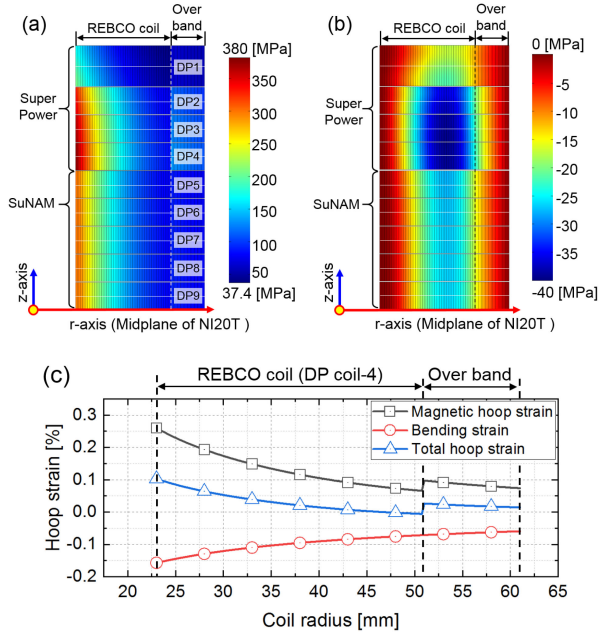 (a)
REBCO coil
Over
band
380 [MPa]
350
300
250
200
150
100
50
37.4 [MPa]
Super
Power
SuNAM
DP1
DP2
DP3
DP4
DP5
DP6
DP7
DP8
DP9
z-axis
r-axis (Midplane of NI20T )
(b)
REBCO coil
Over
band
0 [MPa]
-5
-10
-15
-20
-25
-30
-35
-40 [MPa]
Super
Power
SuNAM
z-axis
r-axis (Midplane of NI20T )
(c)
REBCO coil (DP coil-4)
Over band
Magnetic hoop strain
Bending strain
Total hoop strain
Hoop strain [%]
0.3
0.2
0.1
0.0
-0.1
-0.2
20 25 30 35 40 45 50 55 60 65
Coil radius [mm]